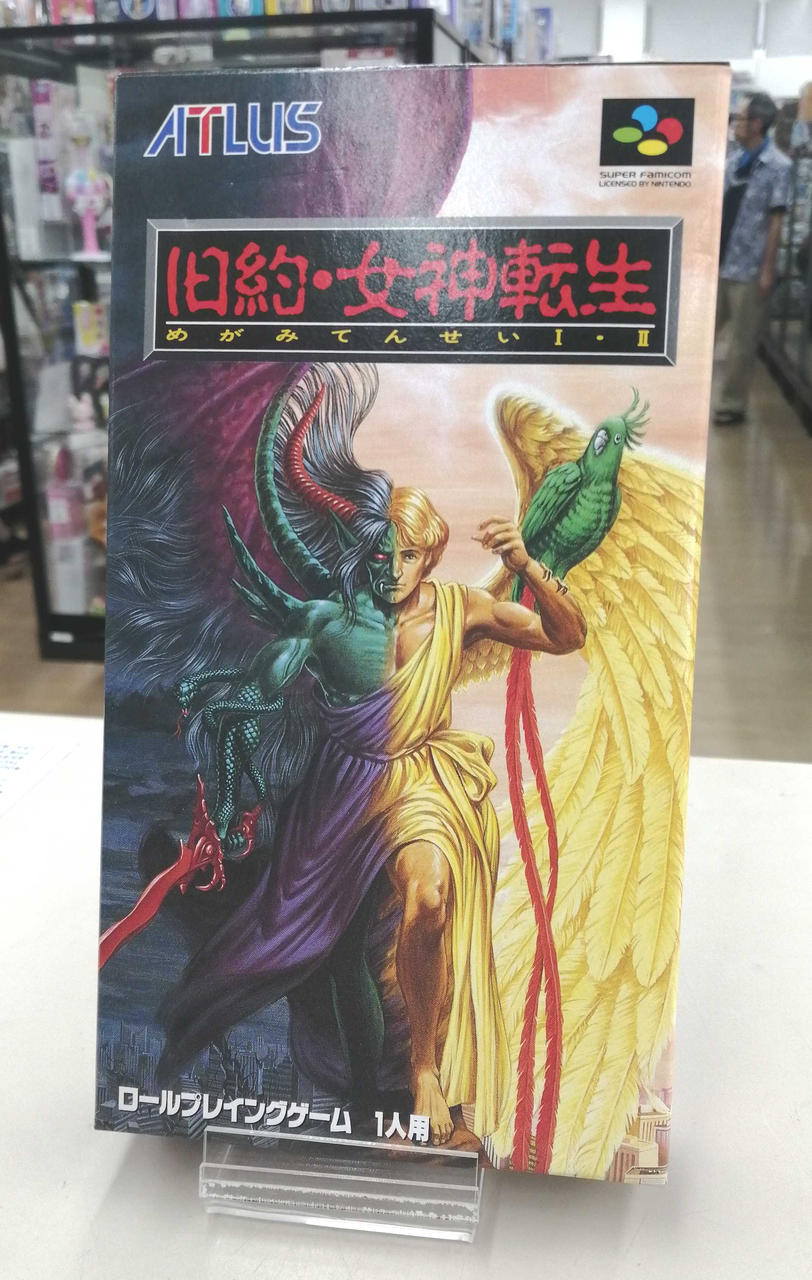 ATLUS
SUPER FAMICOM
LICENSED BY NINTENDO
旧約・女神転生
めがみてんせいI・II
ロールプレイングゲーム 1人用